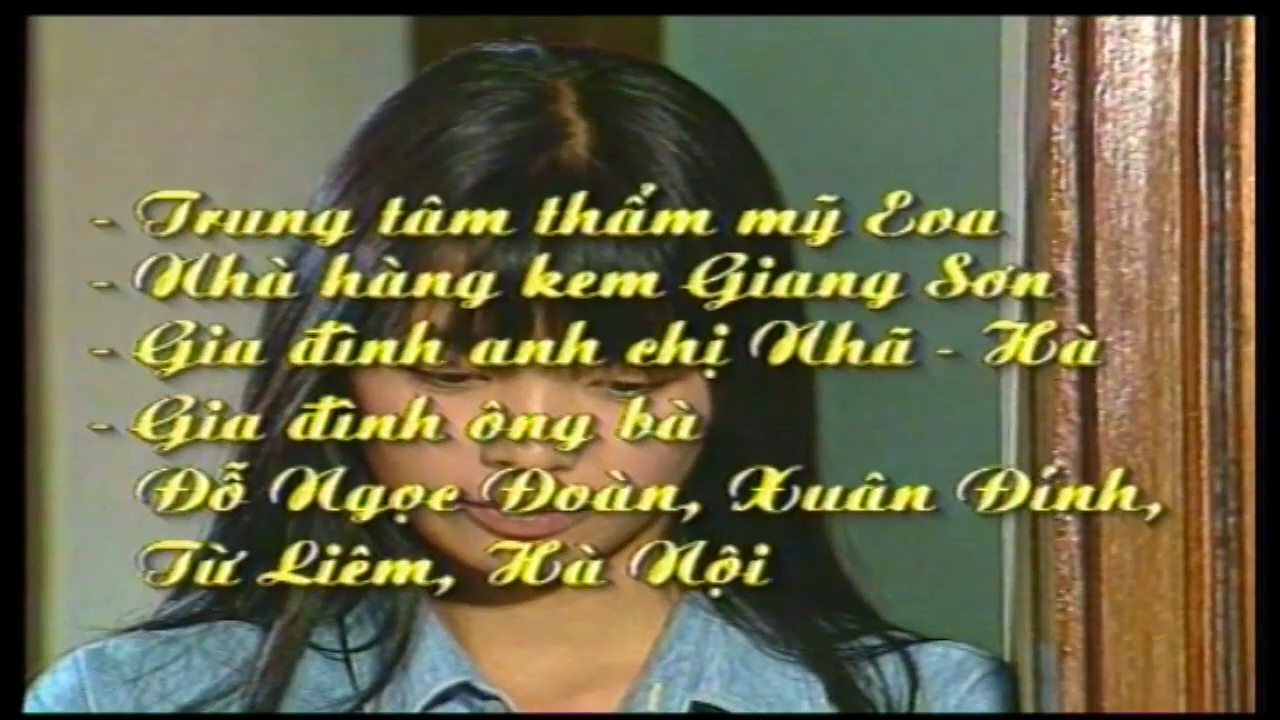 - Trung tâm thẩm mỹ Eva
- Nhà hàng kem Giang Sơn
- Gia đình anh chị Nhã - Hà
- Gia đình ông bà
Đỗ Ngọc Đoàn, Xuân Đỉnh,
Từ Liêm, Hà Nội